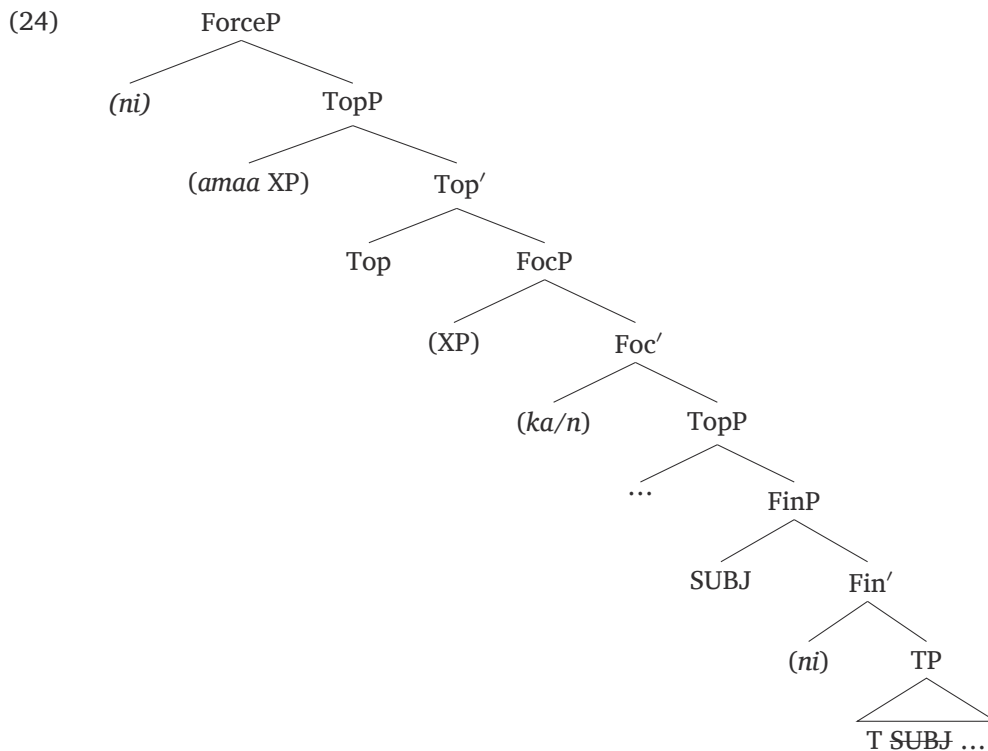 (24) ForceP
(ni) TopP
(amaa XP) Top′
Top FocP
(XP) Foc′
(ka/n) TopP
… FinP
SUBJ Fin′
(ni) TP
T SUBJ …